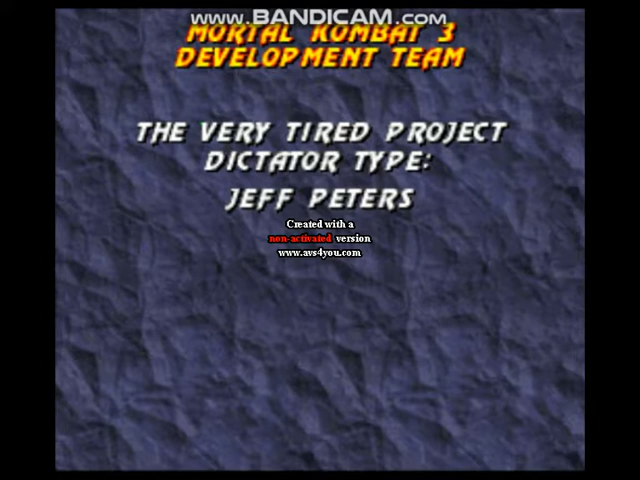 www.BANDICAM.com
MORTAL KOMBAT 3
DEVELOPMENT TEAM
THE VERY TIRED PROJECT
DICTATOR TYPE:
JEFF PETERS
Created with a
non-activated version
www.avs4you.com